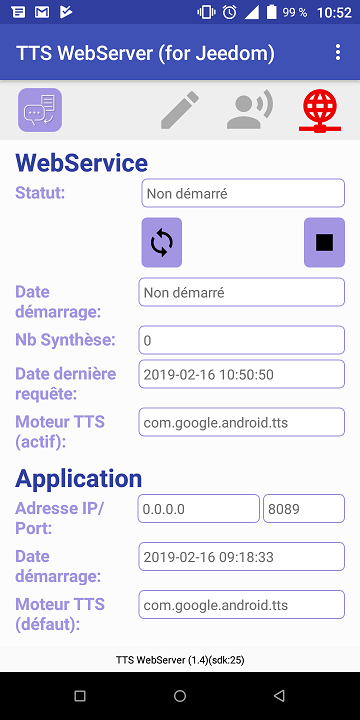 99 % 10:52
TTS WebServer (for Jeedom)
WebService
Statut: Non démarré
Date démarrage: Non démarré
Nb Synthèse: 0
Date dernière requête: 2019-02-16 10:50:50
Moteur TTS (actif): com.google.android.tts
Application
Adresse IP/ Port: 0.0.0.0 8089
Date démarrage: 2019-02-16 09:18:33
Moteur TTS (défaut): com.google.android.tts
TTS WebServer (1.4)(sdk:25)